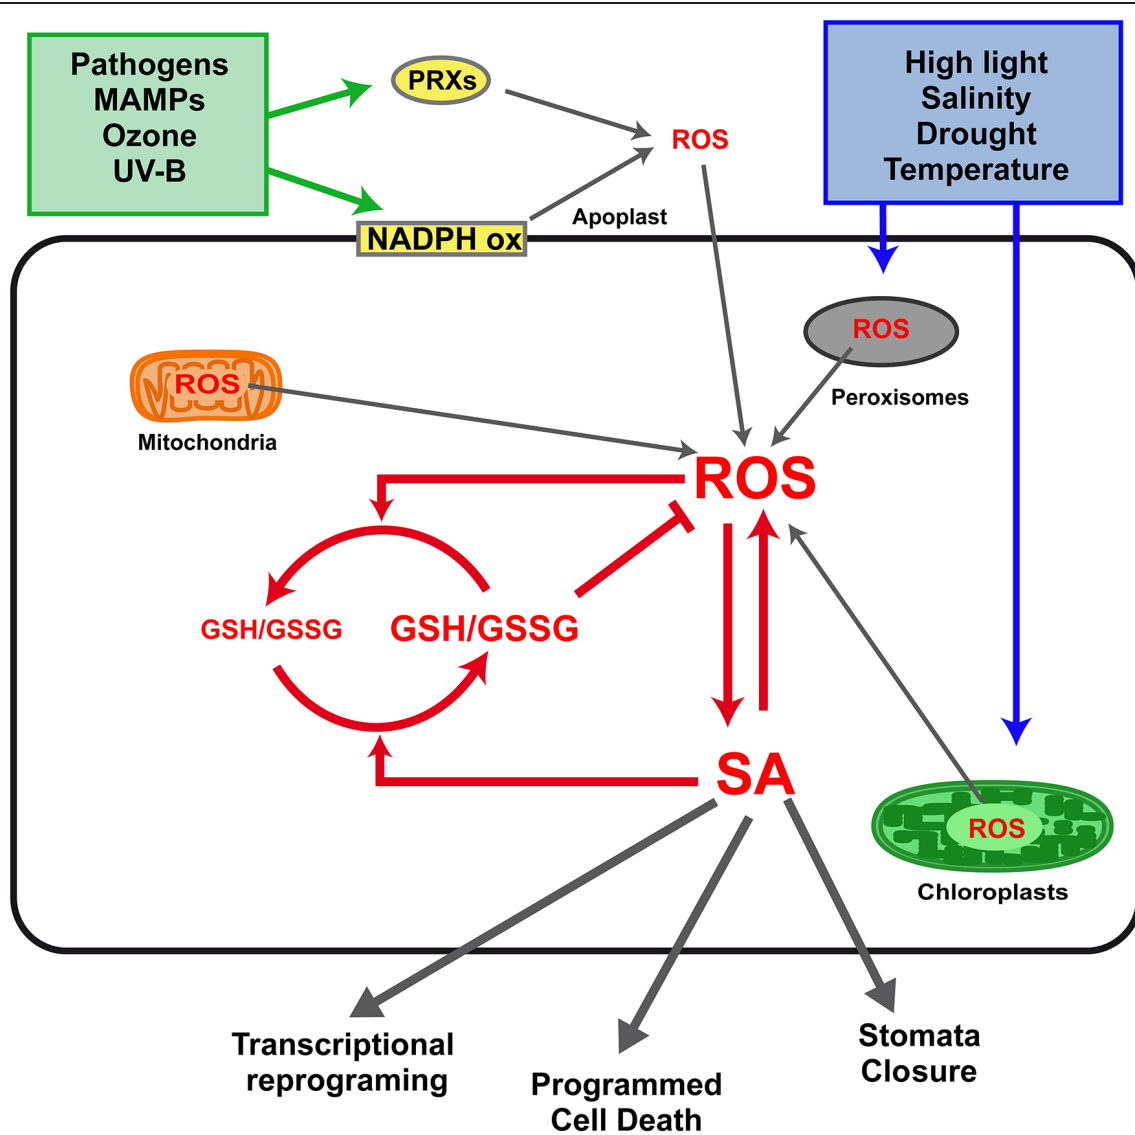 Pathogens
MAMPs
Ozone
UV-B
PRXs
ROS
High light
Salinity
Drought
Temperature
Apoplast
NADPH ox
ROS
Peroxisomes
ROS
Mitochondria
ROS
GSH/GSSG
GSH/GSSG
SA
ROS
Chloroplasts
Transcriptional
reprograming
Programmed
Cell Death
Stomata
Closure